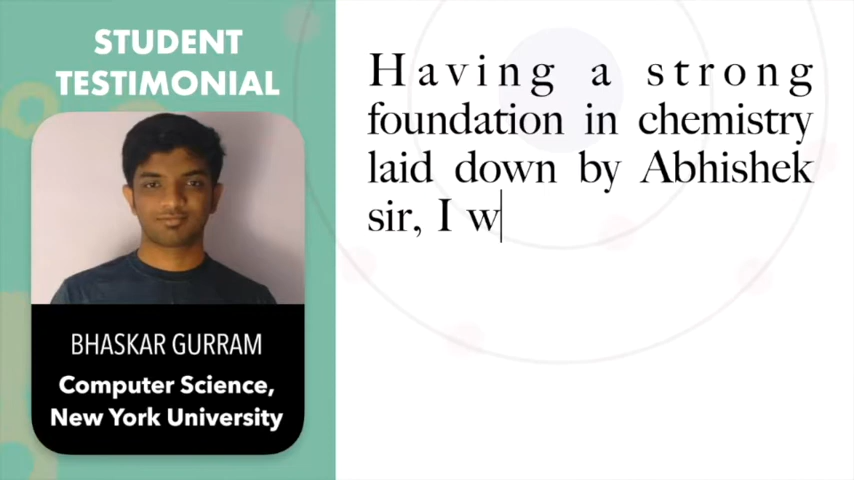 STUDENT
TESTIMONIAL
BHASKAR GURRAM
Computer Science,
New York University
Having a strong
foundation in chemistry
laid down by Abhishek
sir, I w